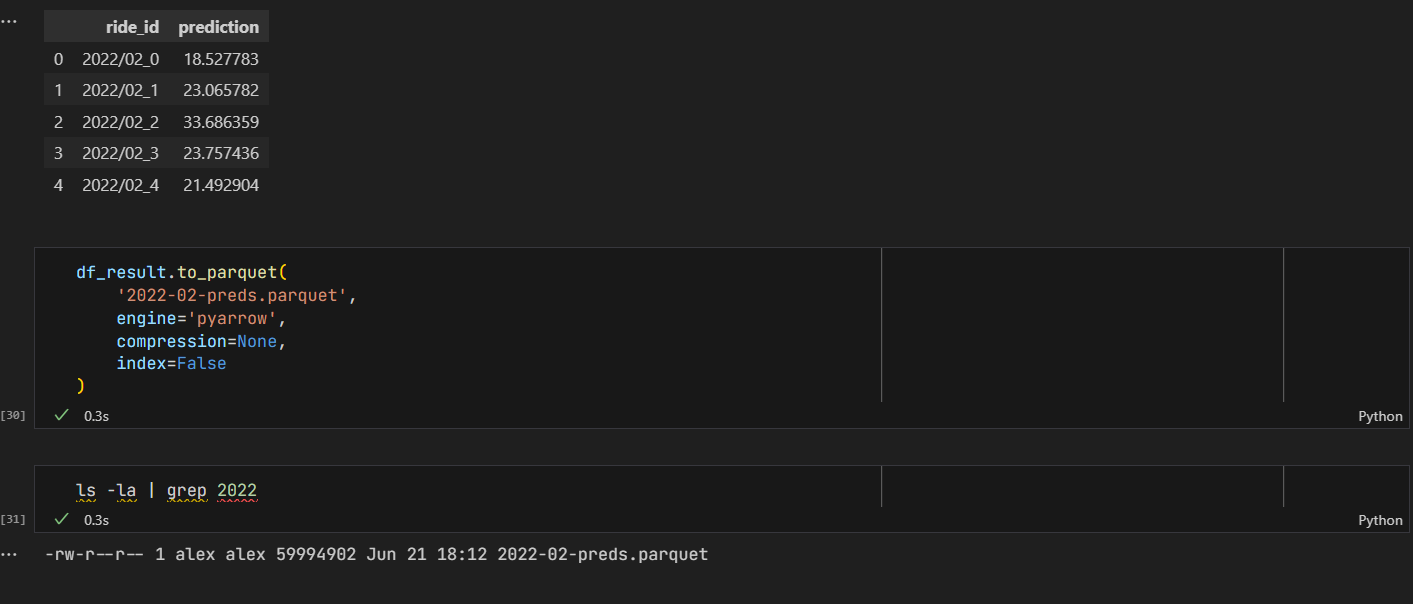 ...
ride_id prediction
0 2022/02_0 18.527783
1 2022/02_1 23.065782
2 2022/02_2 33.686359
3 2022/02_3 23.757436
4 2022/02_4 21.492904
df_result.to_parquet(
    '2022-02-preds.parquet',
    engine='pyarrow',
    compression=None,
    index=False
)
[30] ✓ 0.3s Python
ls -la | grep 2022
[31] ✓ 0.3s Python
... -rw-r--r-- 1 alex alex 59994902 Jun 21 18:12 2022-02-preds.parquet